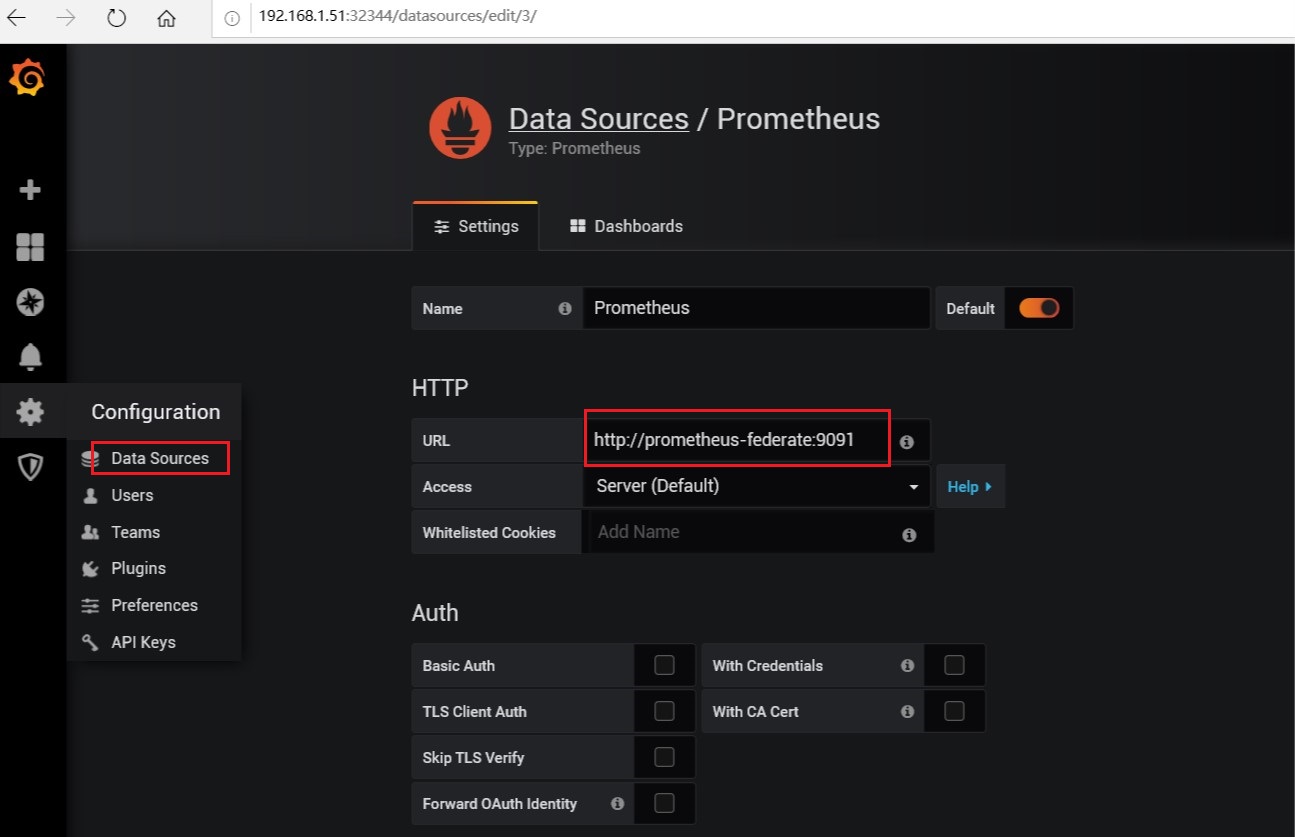 192.168.1.51:32344/datasources/edit/3/
Data Sources / Prometheus
Type: Prometheus
Settings
Dashboards
Name
Prometheus
Default
HTTP
URL
http://prometheus-federate:9091
Access
Server (Default)
Help
Whitelisted Cookies
Add Name
Auth
Basic Auth
With Credentials
TLS Client Auth
With CA Cert
Skip TLS Verify
Forward OAuth Identity
Configuration
Data Sources
Users
Teams
Plugins
Preferences
API Keys